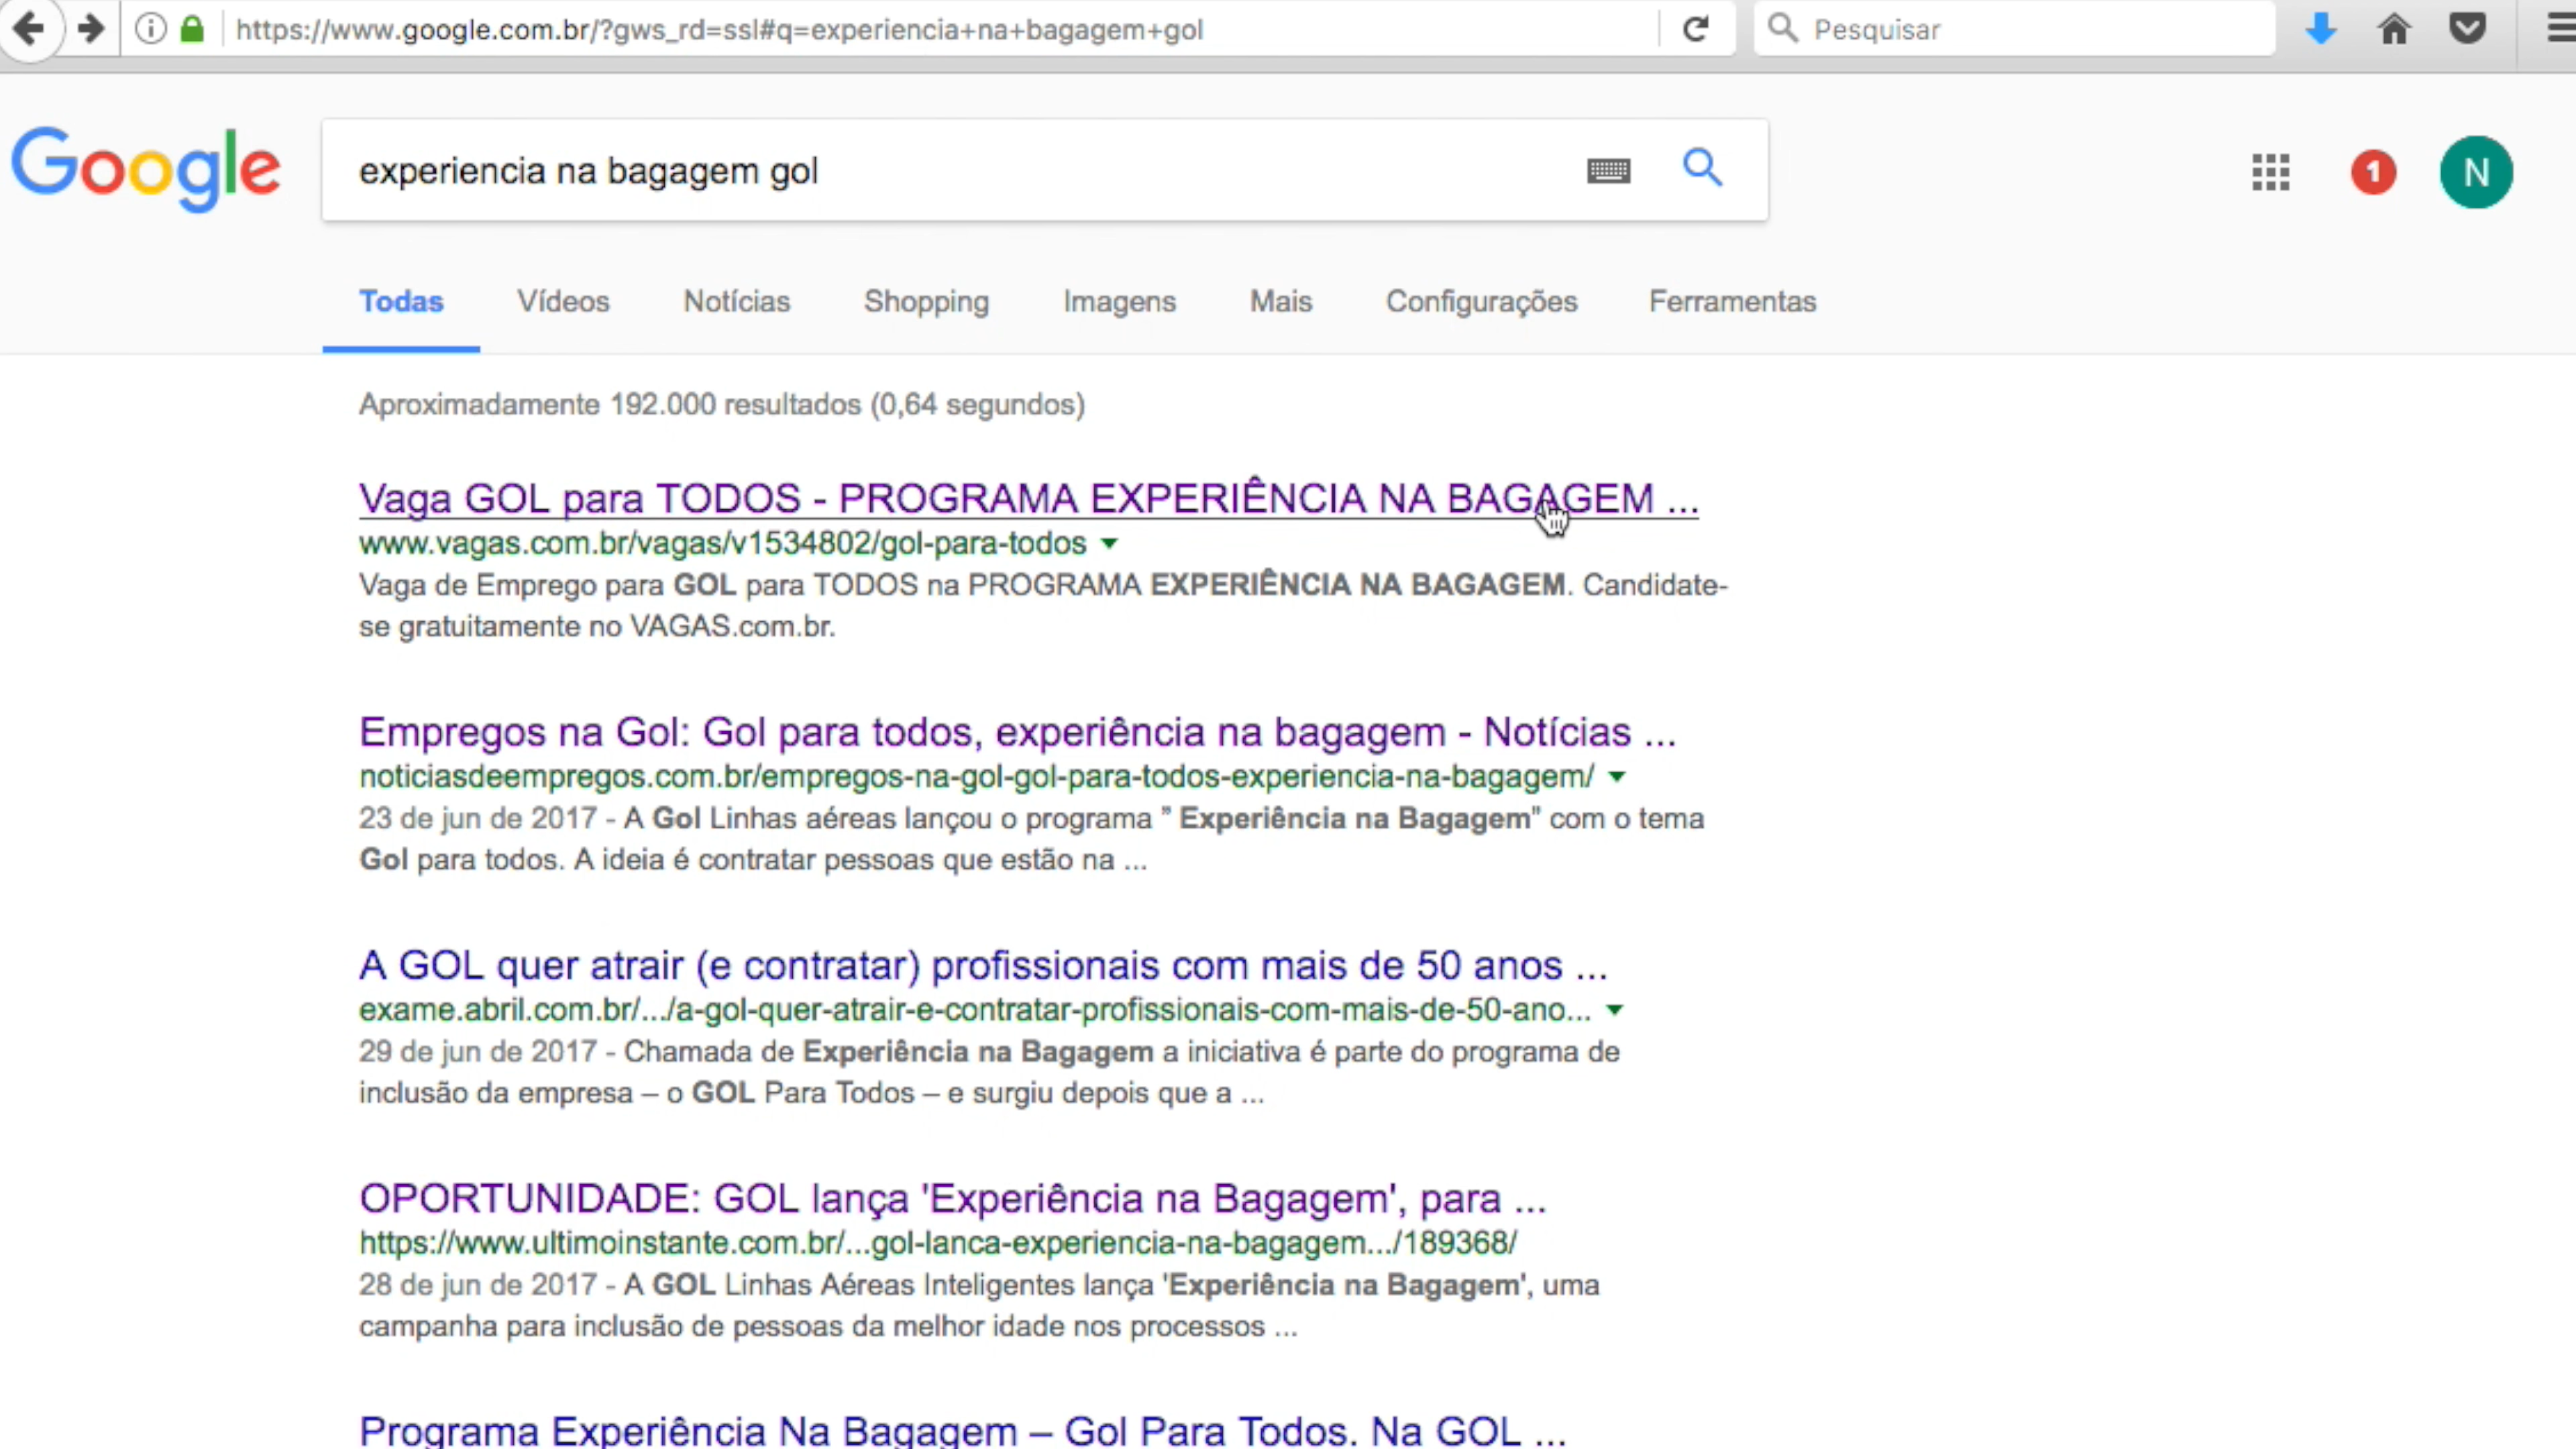 https://www.google.com.br/?gws_rd=ssl#q=experiencia+na+bagagem+gol
Pesquisar
Google
experiencia na bagagem gol
1
N
Todas
Vídeos
Notícias
Shopping
Imagens
Mais
Configurações
Ferramentas
Aproximadamente 192.000 resultados (0,64 segundos)
Vaga GOL para TODOS - PROGRAMA EXPERIÊNCIA NA BAGAGEM ...
www.vagas.com.br/vagas/v1534802/gol-para-todos
Vaga de Emprego para GOL para TODOS na PROGRAMA EXPERIÊNCIA NA BAGAGEM. Candidate-
se gratuitamente no VAGAS.com.br.
Empregos na Gol: Gol para todos, experiência na bagagem - Notícias ...
noticiasdeempregos.com.br/empregos-na-gol-gol-para-todos-experiencia-na-bagagem/
23 de jun de 2017 - A Gol Linhas aéreas lançou o programa ” Experiência na Bagagem" com o tema
Gol para todos. A ideia é contratar pessoas que estão na ...
A GOL quer atrair (e contratar) profissionais com mais de 50 anos ...
exame.abril.com.br/.../a-gol-quer-atrair-e-contratar-profissionais-com-mais-de-50-ano...
29 de jun de 2017 - Chamada de Experiência na Bagagem a iniciativa é parte do programa de
inclusão da empresa – o GOL Para Todos – e surgiu depois que a ...
OPORTUNIDADE: GOL lança 'Experiência na Bagagem', para ...
https://www.ultimoinstante.com.br/...gol-lanca-experiencia-na-bagagem.../189368/
28 de jun de 2017 - A GOL Linhas Aéreas Inteligentes lança 'Experiência na Bagagem', uma
campanha para inclusão de pessoas da melhor idade nos processos ...
Programa Experiência Na Bagagem – Gol Para Todos. Na GOL ...